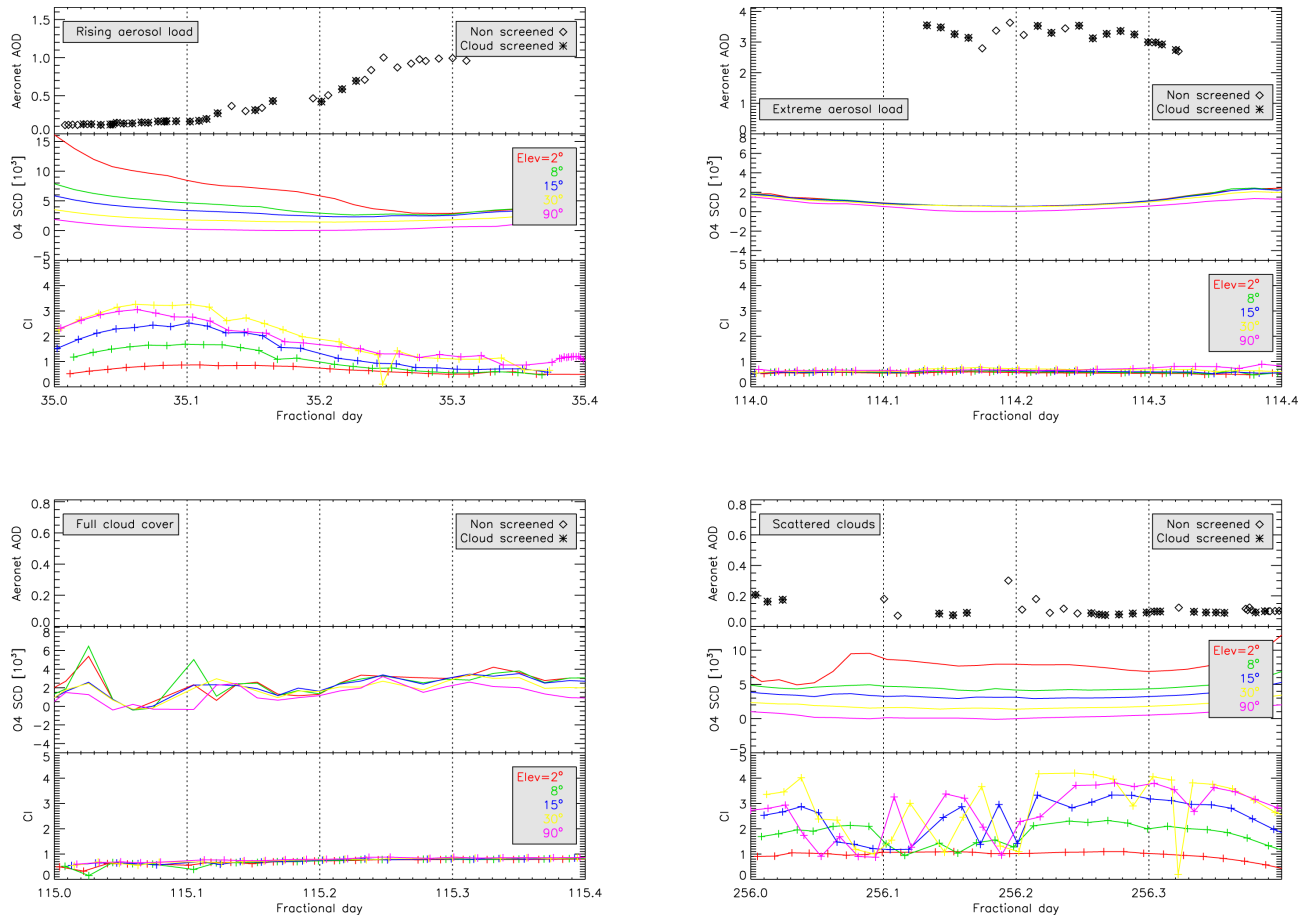 Rising aerosol load
Non screened
Cloud screened
Aeronet AOD
1.5
1.0
0.5
0.0
O4 SCD [10³]
15
10
5
0
−5
Elev=2°
8°
15°
30°
90°
CI
5
4
3
2
1
0
35.0 35.1 35.2 35.3 35.4
Fractional day
Extreme aerosol load
Non screened
Cloud screened
Aeronet AOD
4
3
2
1
0
O4 SCD [10³]
8
6
4
2
0
−2
−4
Elev=2°
8°
15°
30°
90°
CI
5
4
3
2
1
0
114.0 114.1 114.2 114.3 114.4
Fractional day
Full cloud cover
Non screened
Cloud screened
Aeronet AOD
0.8
0.6
0.4
0.2
0.0
O4 SCD [10³]
8
6
4
2
0
−2
−4
Elev=2°
8°
15°
30°
90°
CI
5
4
3
2
1
0
115.0 115.1 115.2 115.3 115.4
Fractional day
Scattered clouds
Non screened
Cloud screened
Aeronet AOD
0.8
0.6
0.4
0.2
0.0
O4 SCD [10³]
10
5
0
−5
Elev=2°
8°
15°
30°
90°
CI
5
4
3
2
1
0
256.0 256.1 256.2 256.3
Fractional day